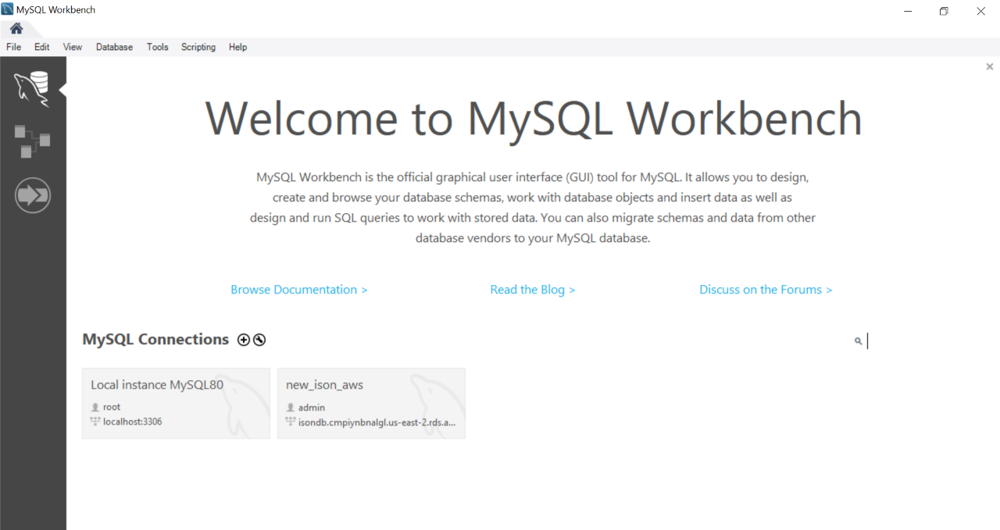 MySQL Workbench
File Edit View Database Tools Scripting Help
Welcome to MySQL Workbench
MySQL Workbench is the official graphical user interface (GUI) tool for MySQL. It allows you to design,
create and browse your database schemas, work with database objects and insert data as well as
design and run SQL queries to work with stored data. You can also migrate schemas and data from other
database vendors to your MySQL database.
Browse Documentation > Read the Blog > Discuss on the Forums >
MySQL Connections
Local instance MySQL80
root
localhost:3306
new_ison_aws
admin
isondb.cmpiynbnalgl.us-east-2.rds.a...